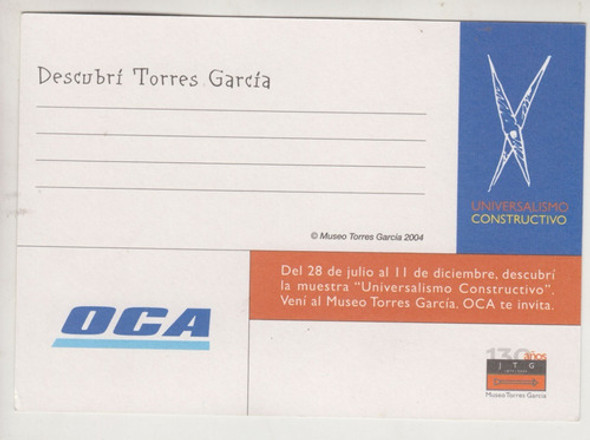 Descubrí Torres García
UNIVERSALISMO
CONSTRUCTIVO
© Museo Torres García 2004
Del 28 de julio al 11 de diciembre, descubrí
la muestra "Universalismo Constructivo".
Vení al Museo Torres García. OCA te invita.
OCA
130 años
J T G
Museo Torres García